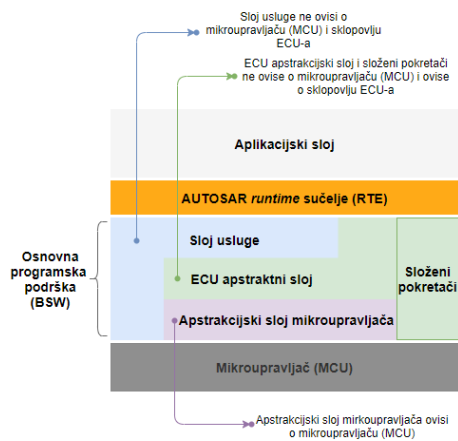 Sloj usluge ne ovisi o
mikroupravljaču (MCU) i sklopovlju
ECU-a
ECU apstrakcijski sloj i složeni pokretači
ne ovise o mikroupravljaču (MCU) i ovise
o sklopovlju ECU-a
Aplikacijski sloj
AUTOSAR runtime sučelje (RTE)
Osnovna
programska
podrška
(BSW)
Sloj usluge
ECU apstraktni sloj
Složeni
pokretači
Apstrakcijski sloj mikroupravljača
Mikroupravljač (MCU)
Apstrakcijski sloj mirkoupravljača ovisi
o mikroupravljaču (MCU)